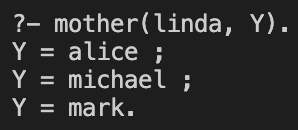 ?- mother(linda, Y).
Y = alice ;
Y = michael ;
Y = mark.